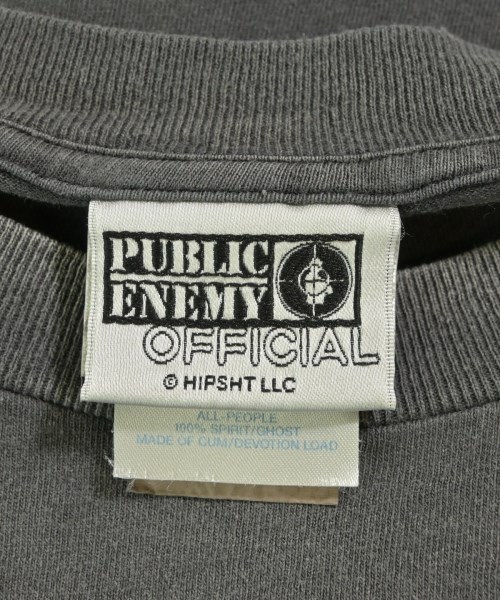 PUBLIC
ENEMY
OFFICIAL
© HIPSHT LLC
ALL-PEOPLE
100% SPIRIT/GHOST
MADE OF CUM/DEVOTION LOAD